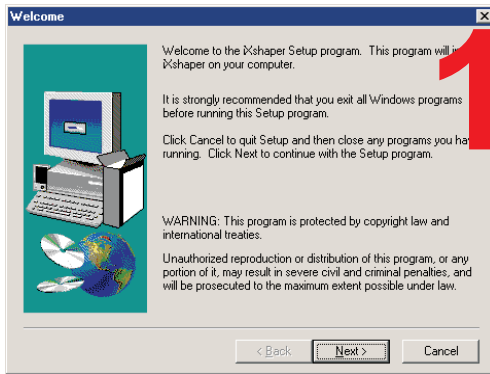 Welcome
1
Welcome to the iXshaper Setup program. This program will
iXshaper on your computer.
It is strongly recommended that you exit all Windows programs
before running this Setup program.
Click Cancel to quit Setup and then close any programs you
running. Click Next to continue with the Setup program.
WARNING: This program is protected by copyright law and
international treaties.
Unauthorized reproduction or distribution of this program, or any
portion of it, may result in severe civil and criminal penalties, and
will be prosecuted to the maximum extent possible under law.
< Back Next > Cancel